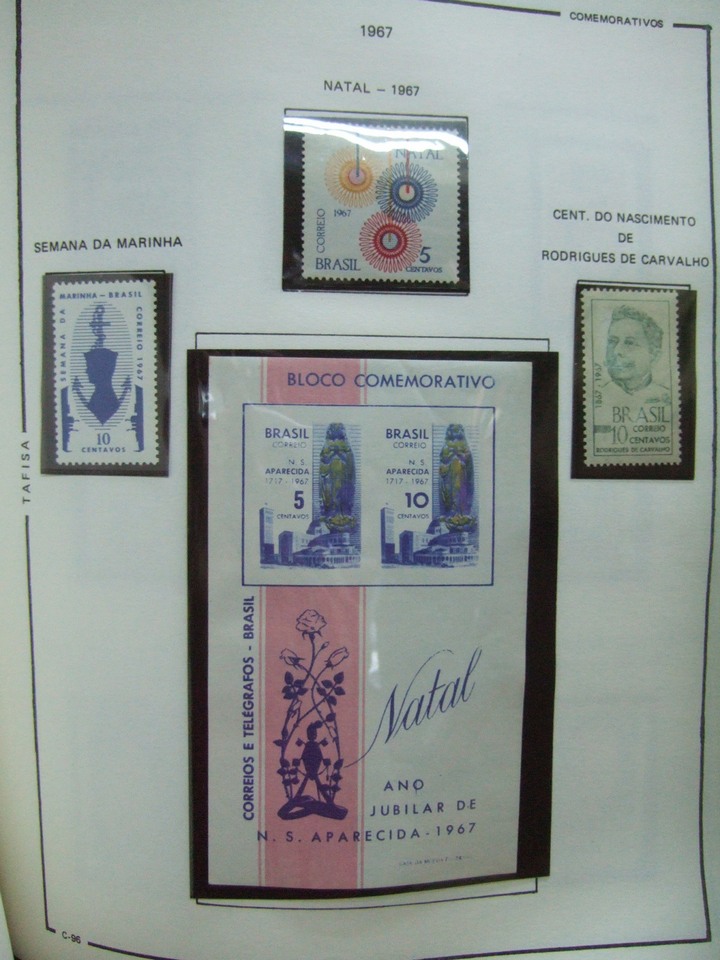 COMEMORATIVOS
1967
NATAL – 1967
NATAL
CORREIO
1967
5
BRASIL
CENTAVOS
SEMANA DA MARINHA
MARINHA – BRASIL
SEMANA DA
CORREIO 1967
10
CENTAVOS
CENT. DO NASCIMENTO
DE
RODRIGUES DE CARVALHO
1867 - 1967
BRASIL
CORREIO
10
CENTAVOS
RODRIGUES DE CARVALHO
BLOCO COMEMORATIVO
BRASIL
CORREIO
N. S.
APARECIDA
1717 - 1967
5
CENTAVOS
BRASIL
CORREIO
N. S.
APARECIDA
1717 - 1967
10
CENTAVOS
CORREIOS E TELÉGRAFOS - BRASIL
Natal
ANO
JUBILAR DE
N. S. APARECIDA - 1967
TAFISA
C-96